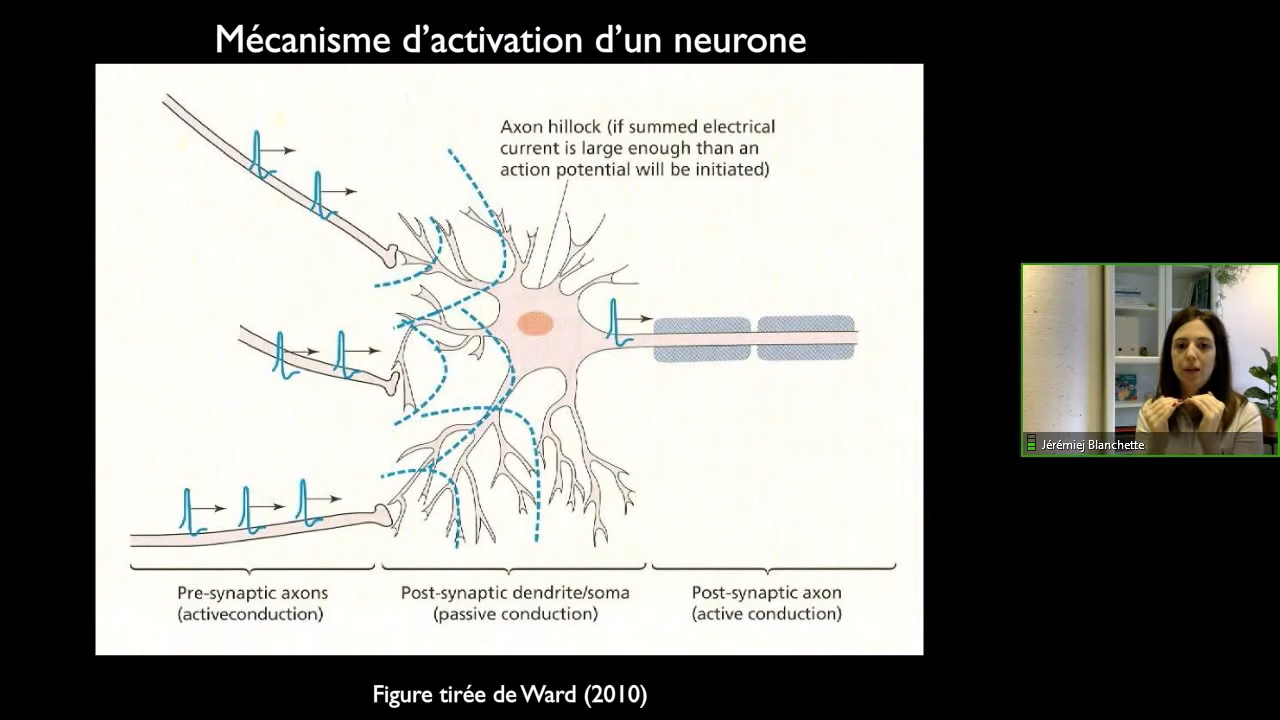 Mécanisme d'activation d'un neurone
Axon hillock (if summed electrical
current is large enough than an
action potential will be initiated)
Jérémiej Blanchette
Pre-synaptic axons
(activeconduction)
Post-synaptic dendrite/soma
(passive conduction)
Post-synaptic axon
(active conduction)
Figure tirée de Ward (2010)